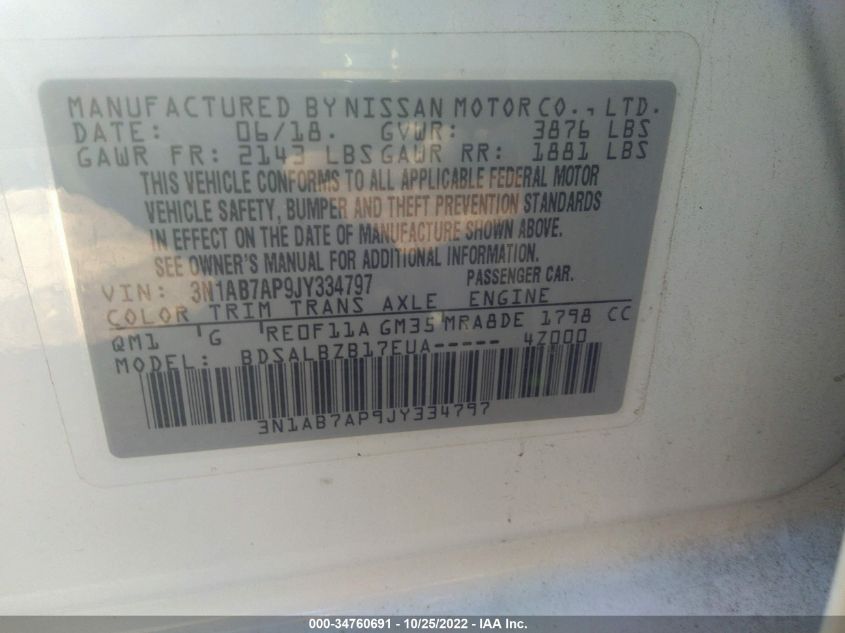 MANUFACTURED BY NISSAN MOTOR CO., LTD.
DATE: 06/18. GVWR: 3876 LBS
GAWR FR: 2143 LBS GAWR RR: 1881 LBS
THIS VEHICLE CONFORMS TO ALL APPLICABLE FEDERAL MOTOR
VEHICLE SAFETY, BUMPER AND THEFT PREVENTION STANDARDS
IN EFFECT ON THE DATE OF MANUFACTURE SHOWN ABOVE.
SEE OWNER'S MANUAL FOR ADDITIONAL INFORMATION.
VIN: 3N1AB7AP9JY334797 PASSENGER CAR.
COLOR TRIM TRANS AXLE ENGINE
QM1 'G RE0F11A GM35 MRA8DE 1798 CC
MODEL: BDSALBZB17EUA----- 4Z000
3N1AB7AP9JY334797
000-34760691 - 10/25/2022 - IAA Inc.